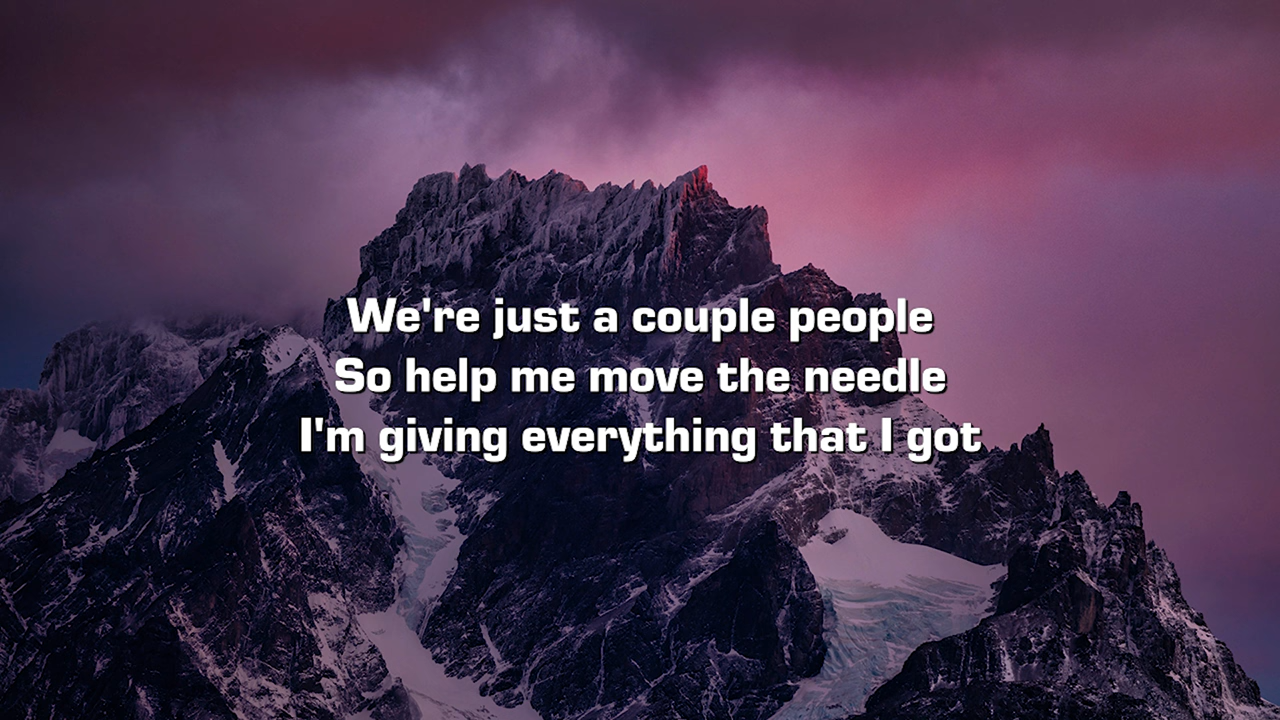 We're just a couple people
So help me move the needle
I'm giving everything that I got